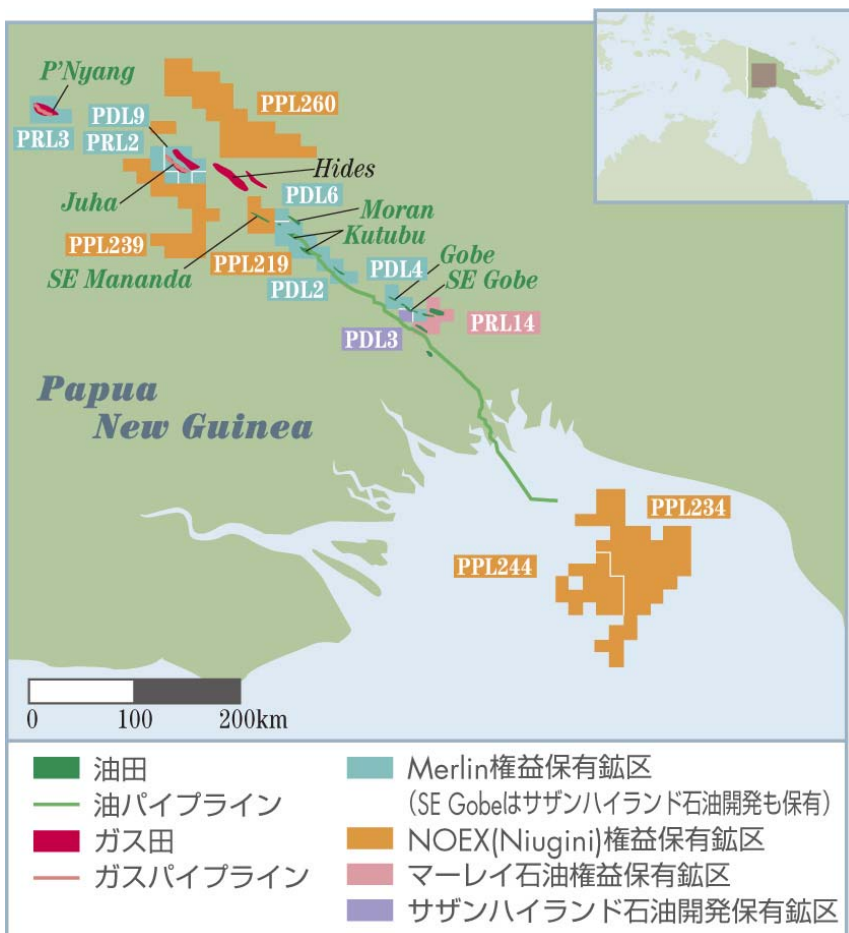 P'Nyang
PPL260
PDL9
PRL3
PRL2
Hides
PDL6
Juha
Moran
Kutubu
PPL239
Gobe
PPL219
PDL4
SE Mananda
SE Gobe
PDL2
PRL14
PDL3
Papua
New Guinea
PPL234
PPL244
0 100 200km
油田
油パイプライン
ガス田
ガスパイプライン
Merlin権益保有鉱区
(SE Gobeはサザンハイランド石油開発も保有)
NOEX(Niugini)権益保有鉱区
マーレイ石油権益保有鉱区
サザンハイランド石油開発保有鉱区